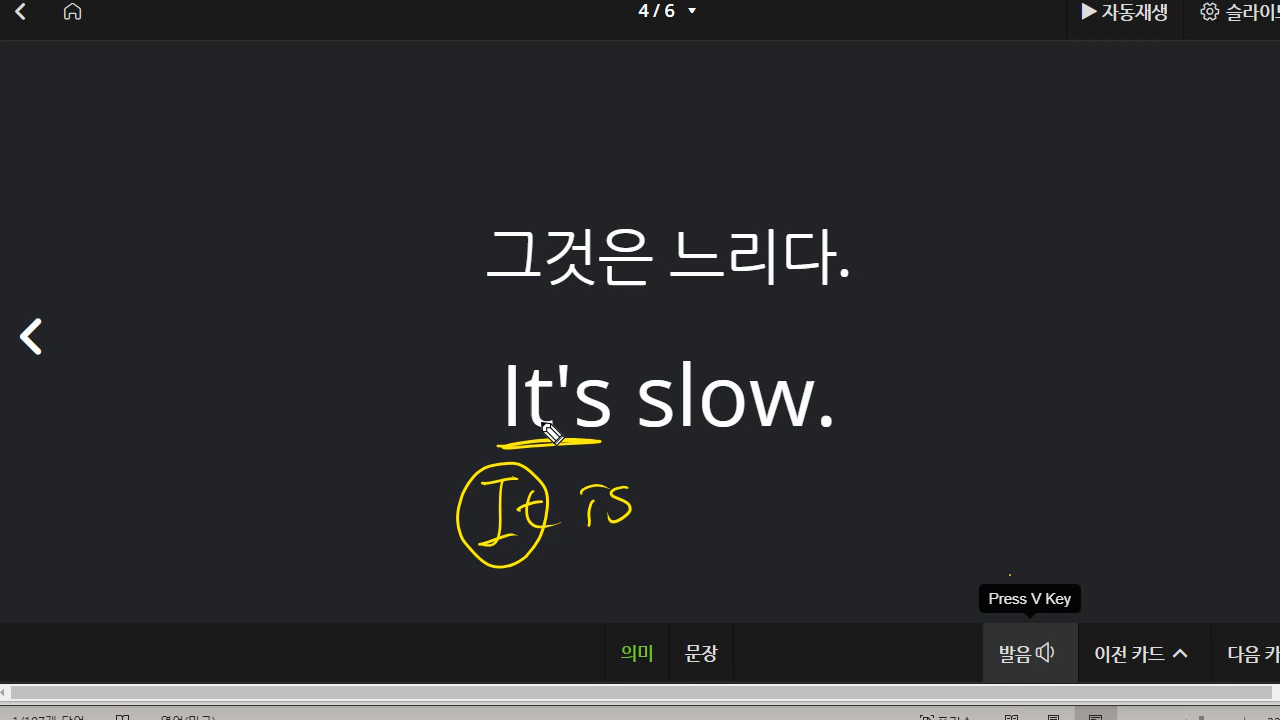 4 / 6
▶ 자동재생
그것은 느리다.
It's slow.
It is
Press V Key
의미 문장 발음 이전 카드 다음